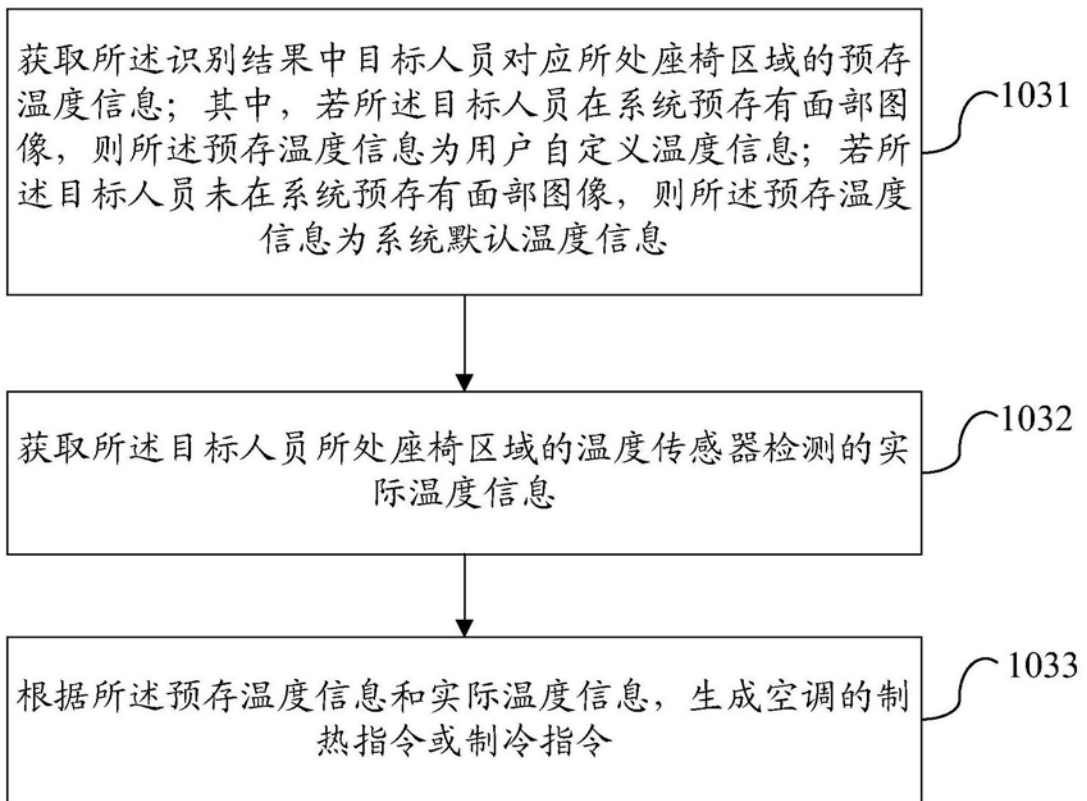 获取所述识别结果中目标人员对应所处座椅区域的预存
温度信息；其中，若所述目标人员在系统预存有面部图
像，则所述预存温度信息为用户自定义温度信息；若所
述目标人员未在系统预存有面部图像，则所述预存温度
信息为系统默认温度信息
1031
获取所述目标人员所处座椅区域的温度传感器检测的实
际温度信息
1032
根据所述预存温度信息和实际温度信息，生成空调的制
热指令或制冷指令
1033